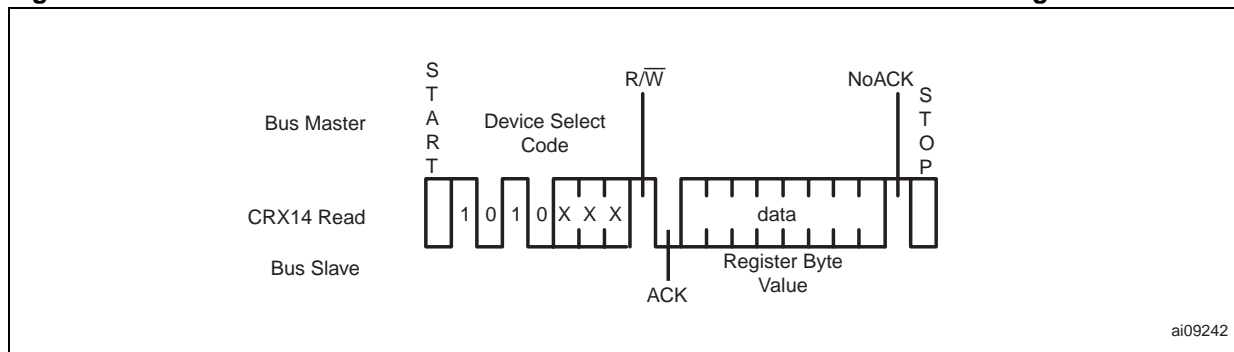 S
T
A
R
T
R/W̅
NoACK
S
T
O
P
Bus Master
Device Select
Code
CRX14 Read
1 0 1 0 X X X
data
Bus Slave
ACK
Register Byte
Value
ai09242